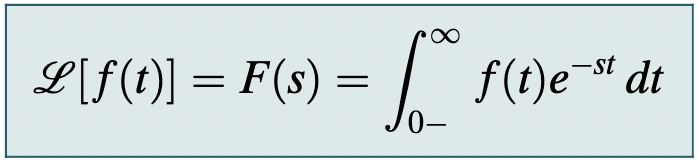 ℒ[f(t)] = F(s) = ∫₀₋^∞ f(t)e^{−st} dt